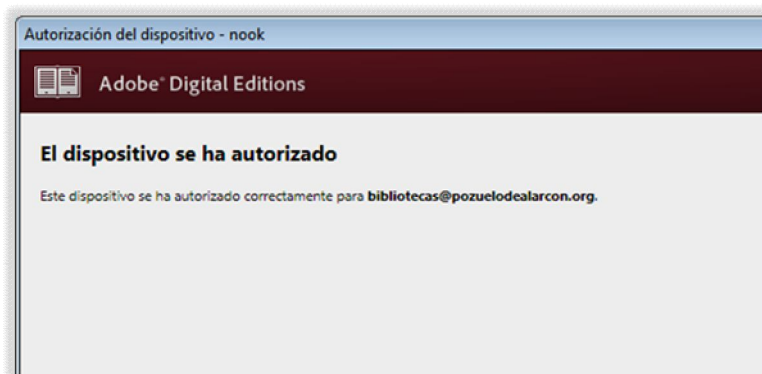 Autorización del dispositivo - nook
Adobe® Digital Editions
El dispositivo se ha autorizado
Este dispositivo se ha autorizado correctamente para bibliotecas@pozuelodealarcon.org.